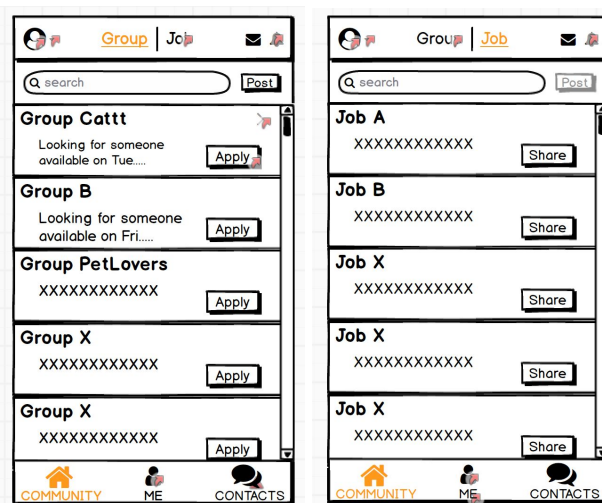 Group | Job
search
Post
Group Cattt
Looking for someone
available on Tue.....
Apply
Group B
Looking for someone
available on Fri.....
Apply
Group PetLovers
XXXXXXXXXXXX
Apply
Group X
XXXXXXXXXXXX
Apply
Group X
XXXXXXXXXXXX
Apply
COMMUNITY ME CONTACTS
Group | Job
search
Post
Job A
XXXXXXXXXXXX
Share
Job B
XXXXXXXXXXXX
Share
Job X
XXXXXXXXXXXX
Share
Job X
XXXXXXXXXXXX
Share
Job X
XXXXXXXXXXXX
Share
COMMUNITY ME CONTACTS